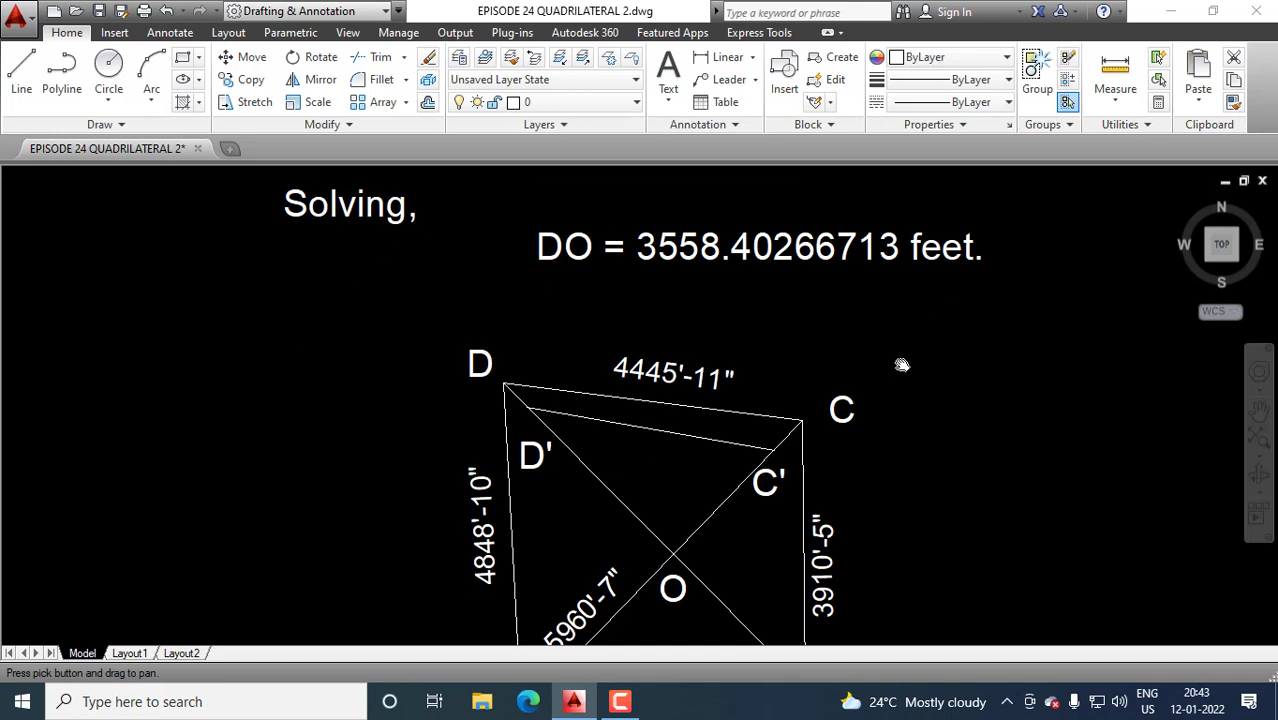 Drafting & Annotation
EPISODE 24 QUADRILATERAL 2.dwg
Type a keyword or phrase
Sign In
Home Insert Annotate Layout Parametric View Manage Output Plug-ins Autodesk 360 Featured Apps Express Tools
Line Polyline Circle Arc
Move Rotate Trim
Copy Mirror Fillet
Stretch Scale Array
Unsaved Layer State
0
Text
Linear
Leader
Table
Insert
Create
Edit
ByLayer
ByLayer
ByLayer
Group
Measure
Paste
Draw Modify Layers Annotation Block Properties Groups Utilities Clipboard
EPISODE 24 QUADRILATERAL 2*
Solving,
DO = 3558.40266713 feet.
N
W TOP E
S
WCS
D
4445'-11"
C
D'
C'
4848'-10"
3910'-5"
5960'-7"
O
Model Layout1 Layout2
Press pick button and drag to pan.
Type here to search
24°C Mostly cloudy
ENG
US
20:43
12-01-2022